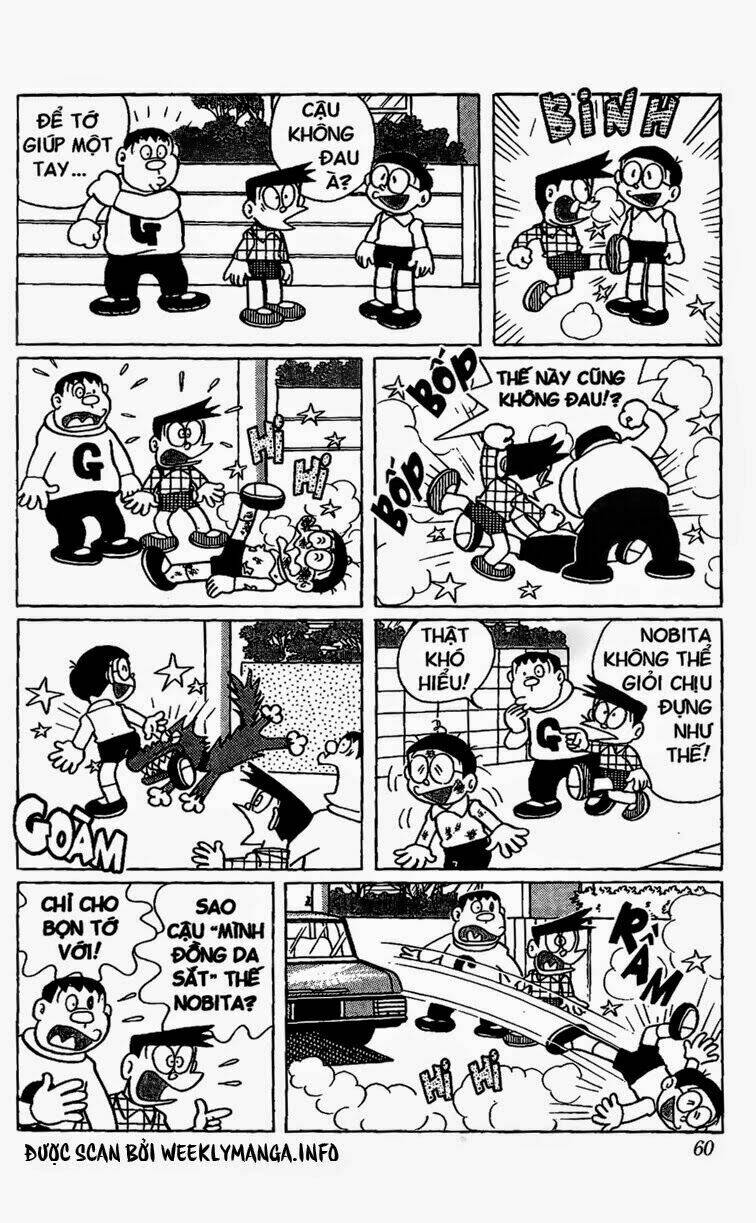 ĐỂ TỚ
GIÚP MỘT
TAY...
G
CẬU
KHÔNG
ĐAU
À?
BINH
G
HI
HI
BỐP
BỐP
THẾ NÀY CŨNG
KHÔNG ĐAU!?
GOÀM
THẬT
KHÓ
HIỂU!
G
NOBITA
KHÔNG THỂ
GIỎI CHỊU
ĐỰNG
NHƯ
THẾ!
CHỈ CHO
BỌN TỚ
VỚI!
SAO
CẬU "MÌNH
ĐỒNG DA
SẮT" THẾ
NOBITA?
RẦM
HI HI
ĐƯỢC SCAN BỞI WEEKLYMANGA.INFO
60